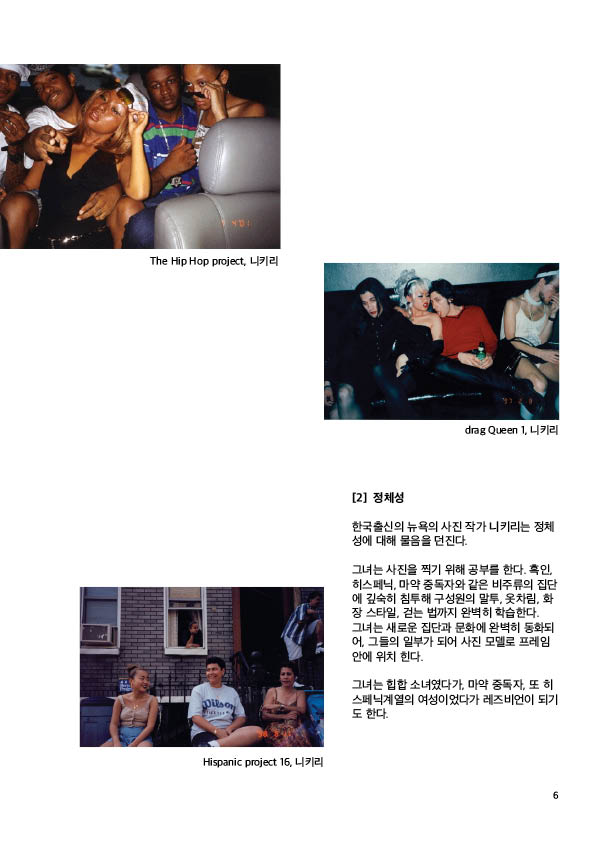 The Hip Hop project, 니키리
drag Queen 1, 니키리
[2] 정체성
한국출신의 뉴욕의 사진 작가 니키리는 정체
성에 대해 물음을 던진다.
그녀는 사진을 찍기 위해 공부를 한다. 흑인,
히스페닉, 마약 중독자와 같은 비주류의 집단
에 깊숙히 침투해 구성원의 말투, 옷차림, 화
장 스타일, 걷는 법까지 완벽히 학습한다.
그녀는 새로운 집단과 문화에 완벽히 동화되
어, 그들의 일부가 되어 사진 모델로 프레임
안에 위치 힌다.
그녀는 힙합 소녀였다가, 마약 중독자, 또 히
스페닉계열의 여성이었다가 레즈비언이 되기
도 한다.
Wilson
Hispanic project 16, 니키리
6